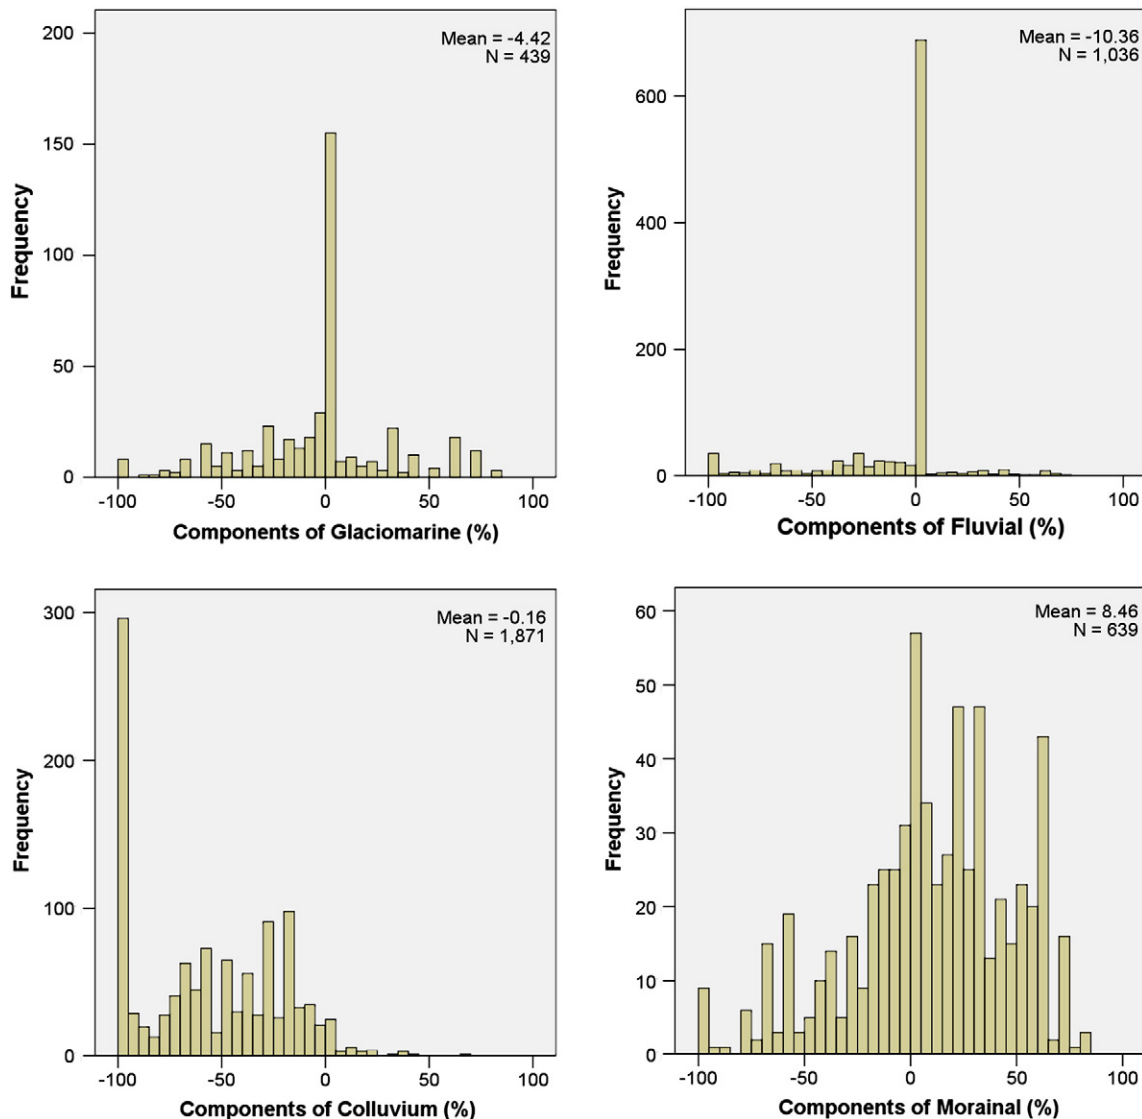 Mean = -4.42
N = 439
200
150
100
50
0
Frequency
-100 -50 0 50 100
Components of Glaciomarine (%)
Mean = -10.36
N = 1,036
600
400
200
0
Frequency
-100 -50 0 50 100
Components of Fluvial (%)
Mean = -0.16
N = 1,871
300
200
100
0
Frequency
-100 -50 0 50 100
Components of Colluvium (%)
Mean = 8.46
N = 639
60
50
40
30
20
10
0
Frequency
-100 -50 0 50 100
Components of Morainal (%)